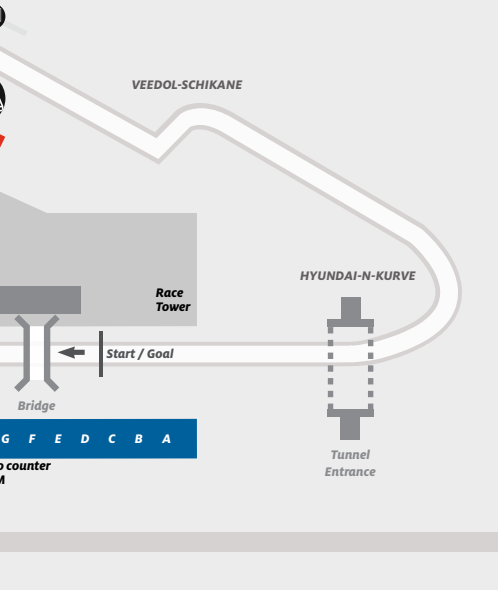 VEEDOL-SCHIKANE
HYUNDAI-N-KURVE
Race
Tower
Start / Goal
Bridge
G F E D C B A
counter
Tunnel
Entrance